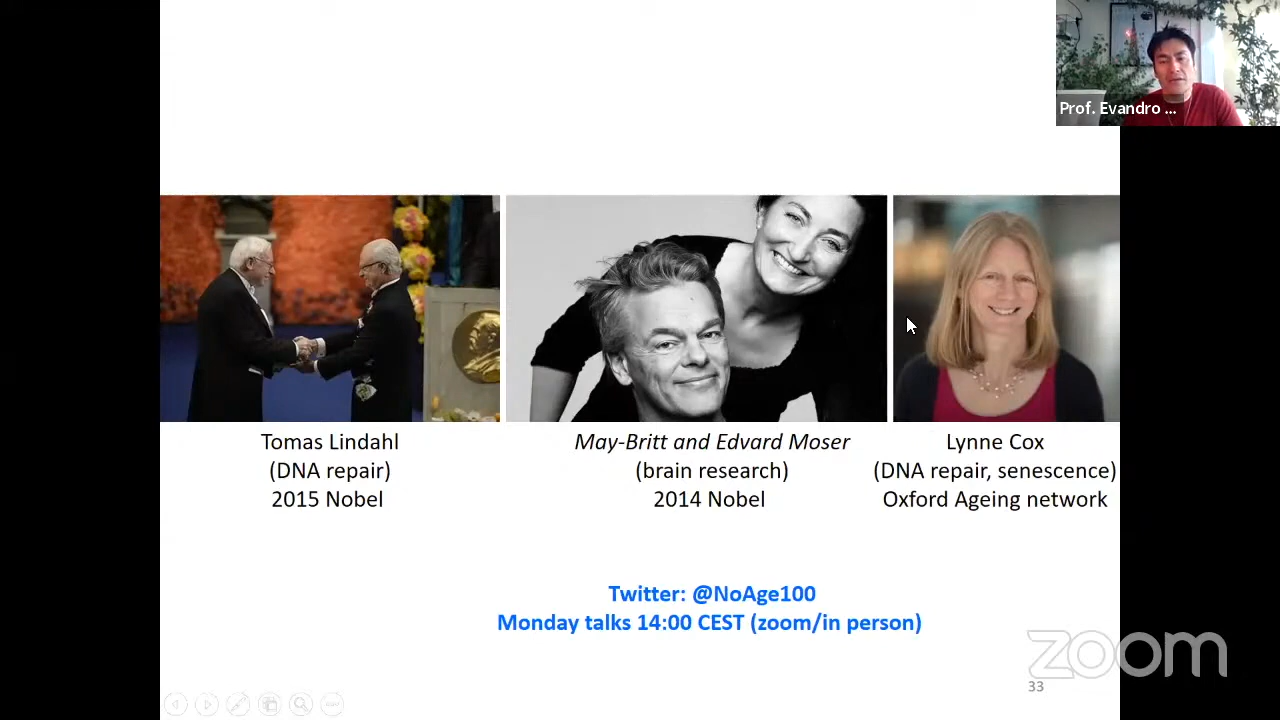 Prof. Evandro ...
Tomas Lindahl
(DNA repair)
2015 Nobel
May-Britt and Edvard Moser
(brain research)
2014 Nobel
Lynne Cox
(DNA repair, senescence)
Oxford Ageing network
Twitter: @NoAge100
Monday talks 14:00 CEST (zoom/in person)
zoom
33